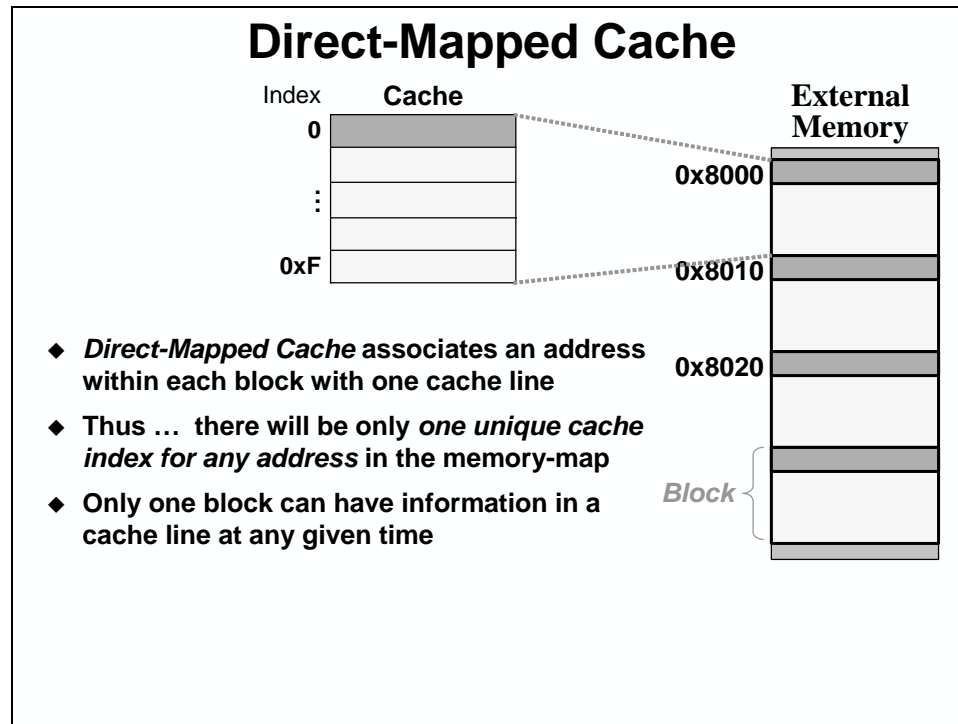 Direct-Mapped Cache
Index
Cache
External
Memory
0
0x8000
⋮
0xF
0x8010
0x8020
◆ Direct-Mapped Cache associates an address
within each block with one cache line
◆ Thus … there will be only one unique cache
index for any address in the memory-map
◆ Only one block can have information in a
cache line at any given time
Block